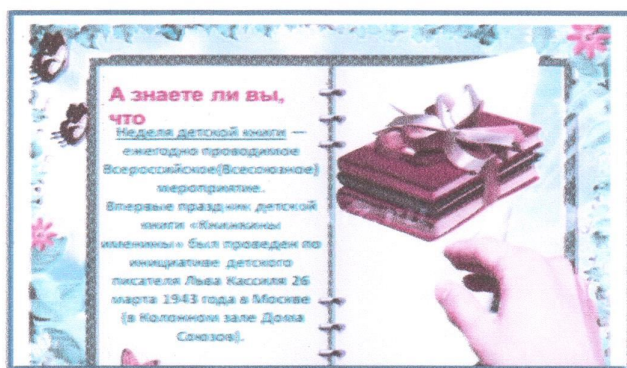 А знаете ли вы,
что
Неделя детской книги —
ежегодно проводимое
Всероссийское(Всесоюзное)
мероприятие.
Впервые праздник детской
книги «Книжкины
именины» был проведен по
инициативе детского
писателя Льва Кассиля 26
марта 1943 года в Москве
(в Колонном зале Дома
Союзов).